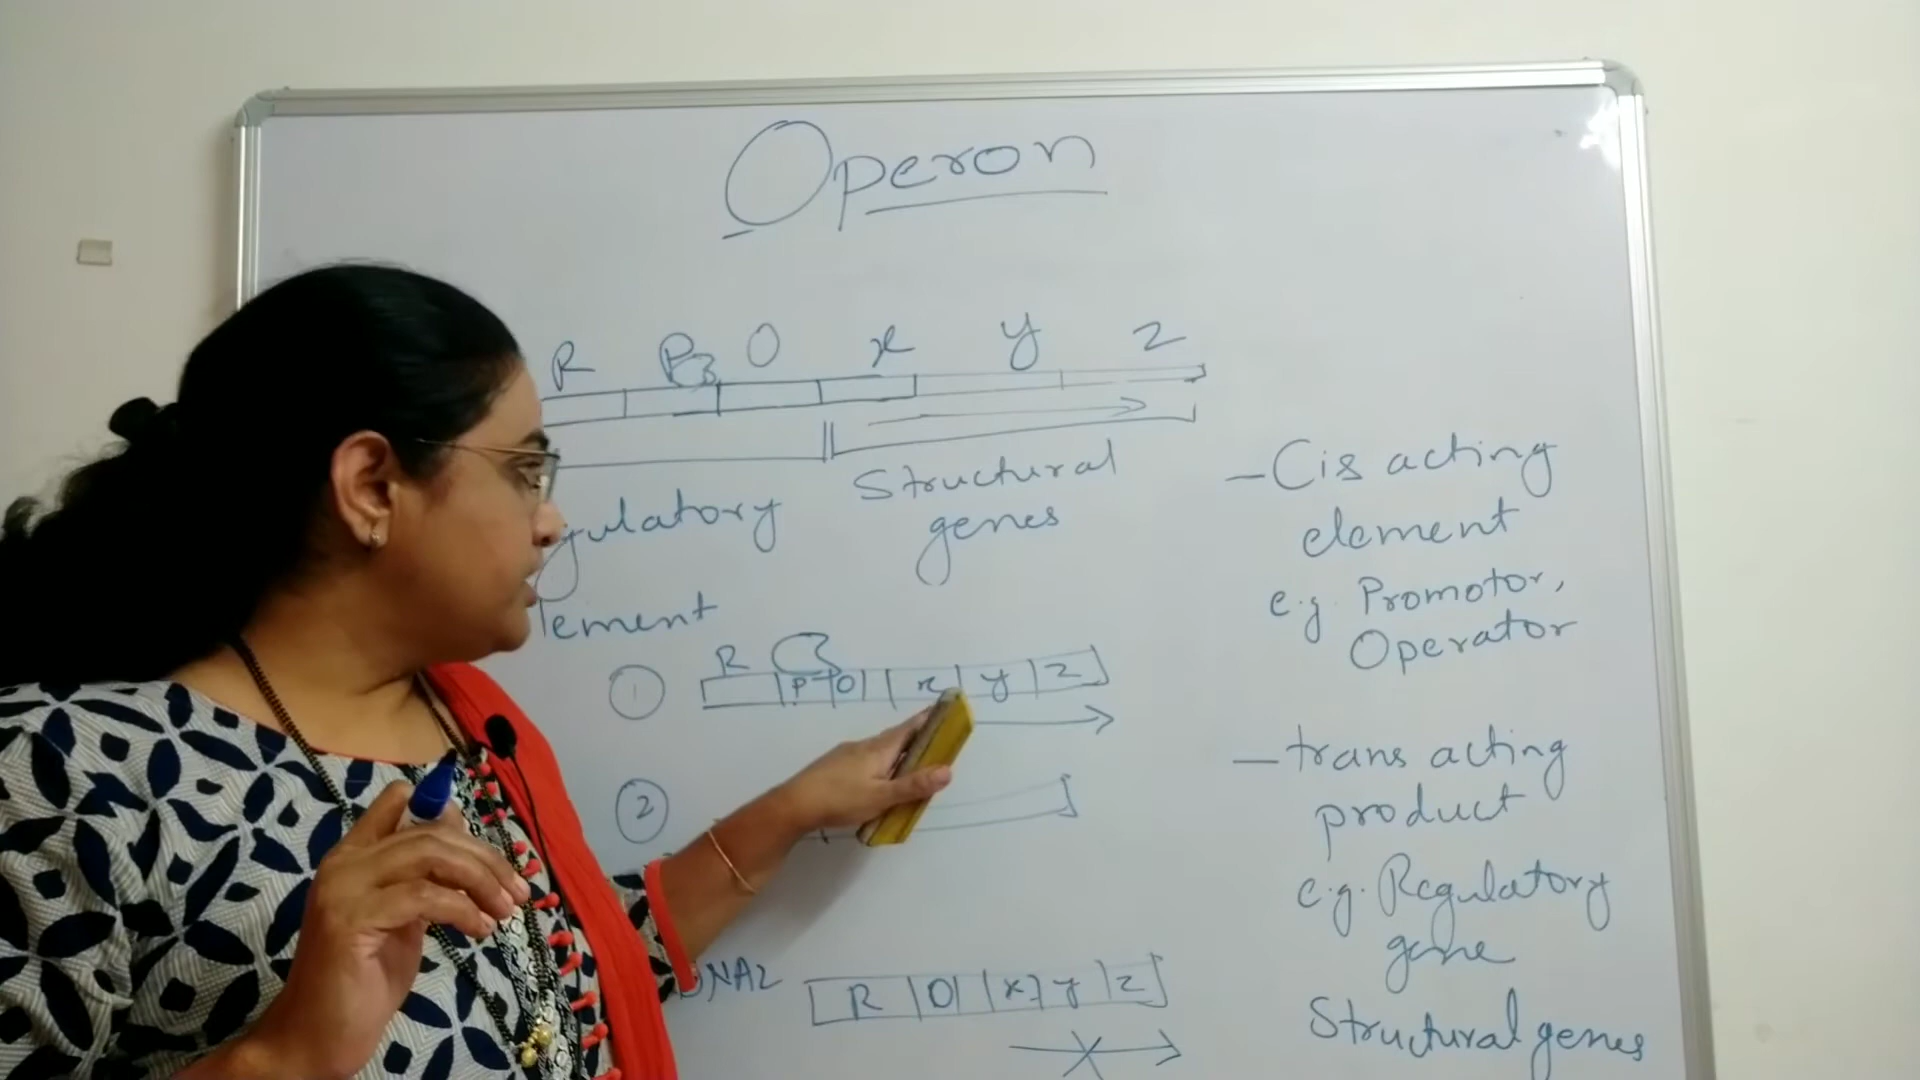 Operon
R P O x y z
gulatory
lement
Structural
genes
1 R
P O x y z
2
DNA2 R O x y z
- Cis acting
element
e.g. Promotor,
Operator
- trans acting
product
e.g. Regulatory
gene
Structural genes